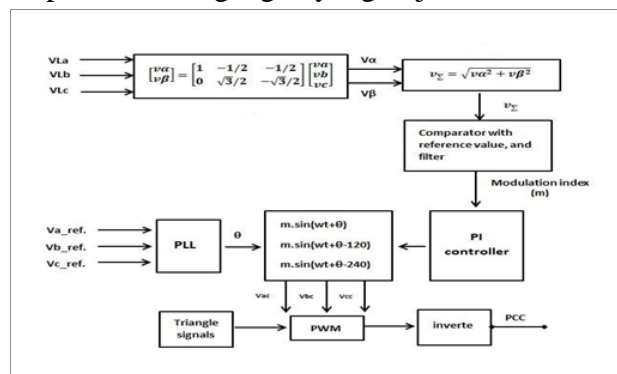 VLa
VLb
VLc
[vα vβ] = [1 −1/2 −1/2 0 √3/2 −√3/2] [va vb vc]
Vα
Vβ
v_Σ = √vα² + vβ²
v_Σ
Comparator with
reference value, and
filter
Modulation index
(m)
Va_ref.
Vb_ref.
Vc_ref.
PLL
θ
m.sin(wt+θ)
m.sin(wt+θ-120)
m.sin(wt+θ-240)
PI
controller
Vac
Vbc
Vcc
Triangle
signals
PWM
inverte
PCC